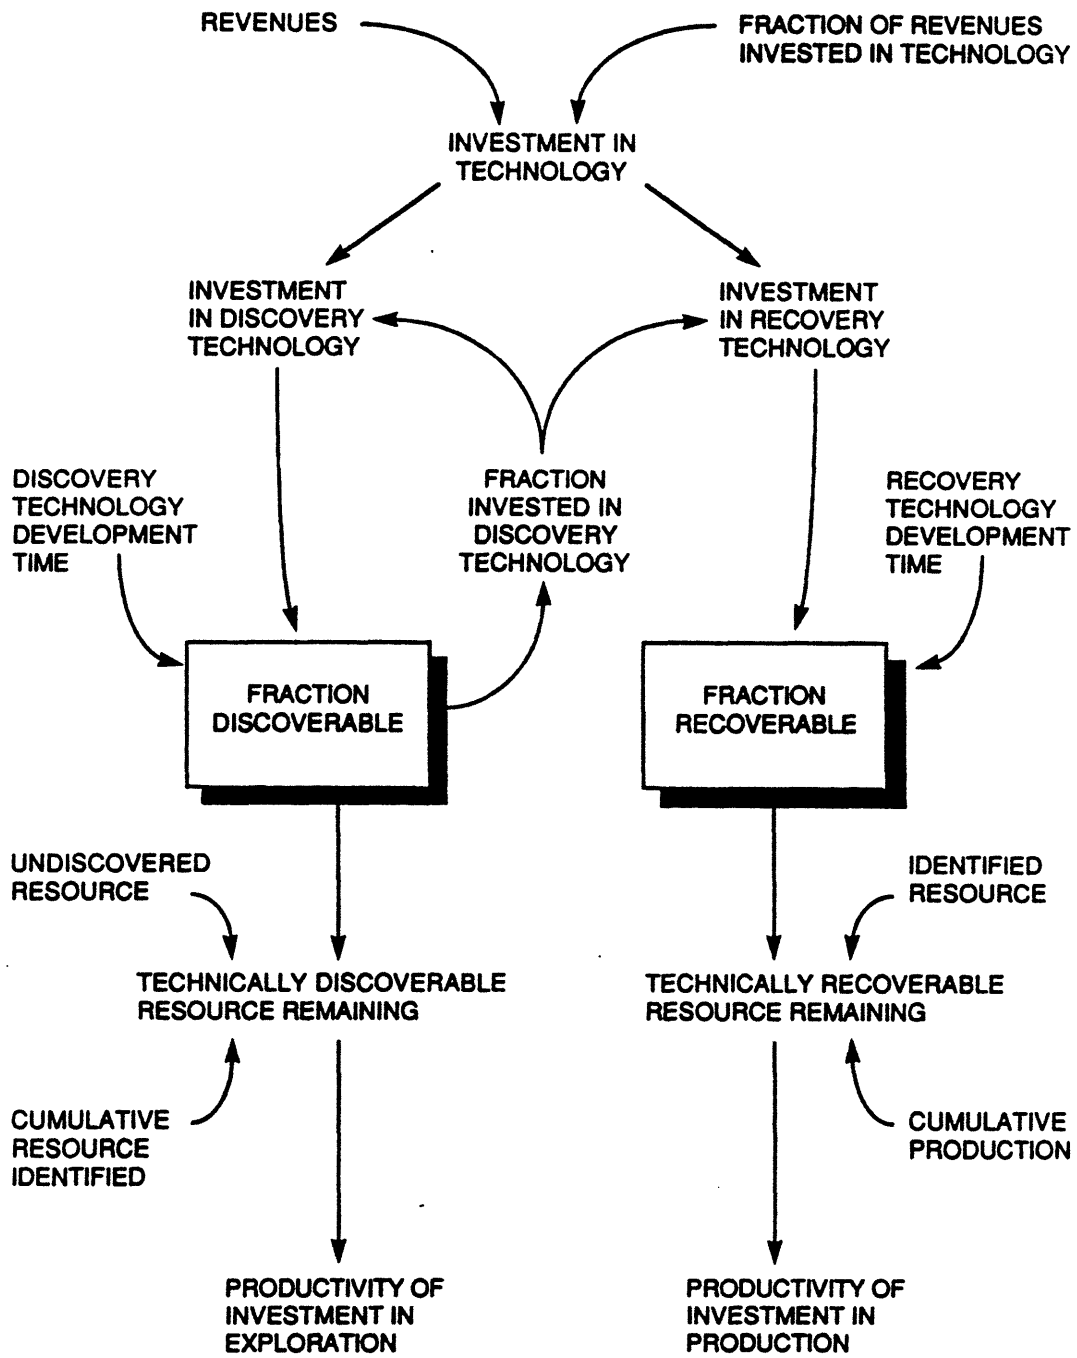 REVENUES
FRACTION OF REVENUES
INVESTED IN TECHNOLOGY
INVESTMENT IN
TECHNOLOGY
INVESTMENT
IN DISCOVERY
TECHNOLOGY
INVESTMENT
IN RECOVERY
TECHNOLOGY
DISCOVERY
TECHNOLOGY
DEVELOPMENT
TIME
FRACTION
INVESTED IN
DISCOVERY
TECHNOLOGY
RECOVERY
TECHNOLOGY
DEVELOPMENT
TIME
FRACTION
DISCOVERABLE
FRACTION
RECOVERABLE
UNDISCOVERED
RESOURCE
IDENTIFIED
RESOURCE
TECHNICALLY DISCOVERABLE
RESOURCE REMAINING
TECHNICALLY RECOVERABLE
RESOURCE REMAINING
CUMULATIVE
RESOURCE
IDENTIFIED
CUMULATIVE
PRODUCTION
PRODUCTIVITY OF
INVESTMENT IN
EXPLORATION
PRODUCTIVITY OF
INVESTMENT IN
PRODUCTION